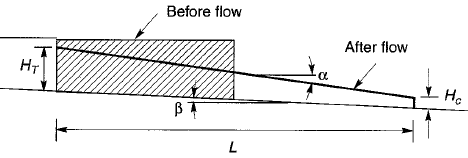 Before flow
After flow
H_T
α
β
H_c
L